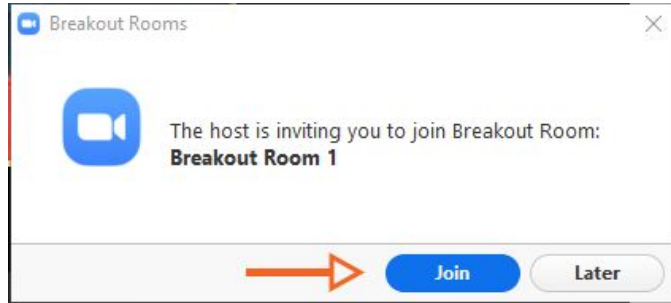 Breakout Rooms
The host is inviting you to join Breakout Room:
Breakout Room 1
Join
Later